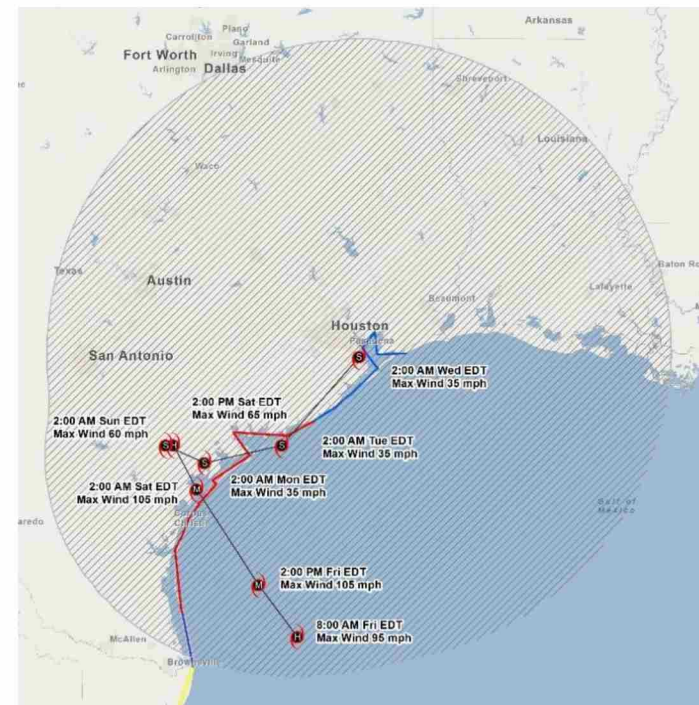 Arkansas
Plano
Carrollton
Garland
Fort Worth
Irving
Mesquite
Arlington
DALLAS
Shreveport
Louisiana
Waco
Texas
Austin
Baton Ro
Lafayette
Beaumont
Houston
Pasadena
San Antonio
S
2:00 AM Wed EDT
Max Wind 35 mph
2:00 PM Sat EDT
Max Wind 65 mph
2:00 AM Sun EDT
Max Wind 60 mph
S
H
S
S
2:00 AM Tue EDT
Max Wind 35 mph
2:00 AM Mon EDT
Max Wind 35 mph
2:00 AM Sat EDT
Max Wind 105 mph
M
Gulf of
Mexico
aredo
2:00 PM Fri EDT
Max Wind 105 mph
M
8:00 AM Fri EDT
Max Wind 95 mph
H
McAllen
Brownsville